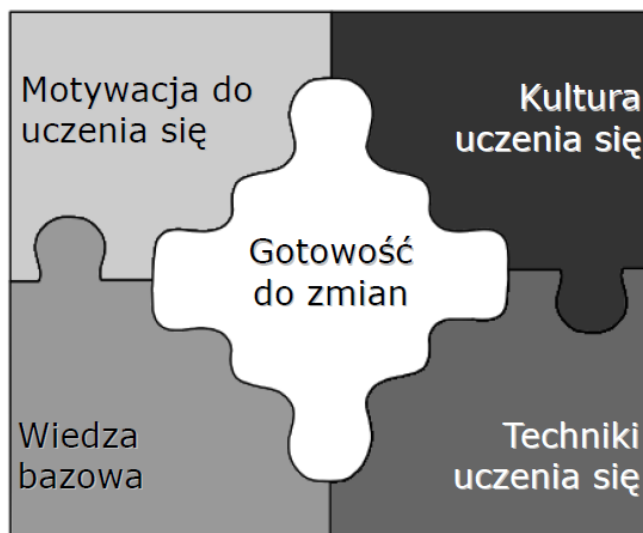 Motywacja do
uczenia się
Kultura
uczenia się
Gotowość
do zmian
Wiedza
bazowa
Techniki
uczenia się